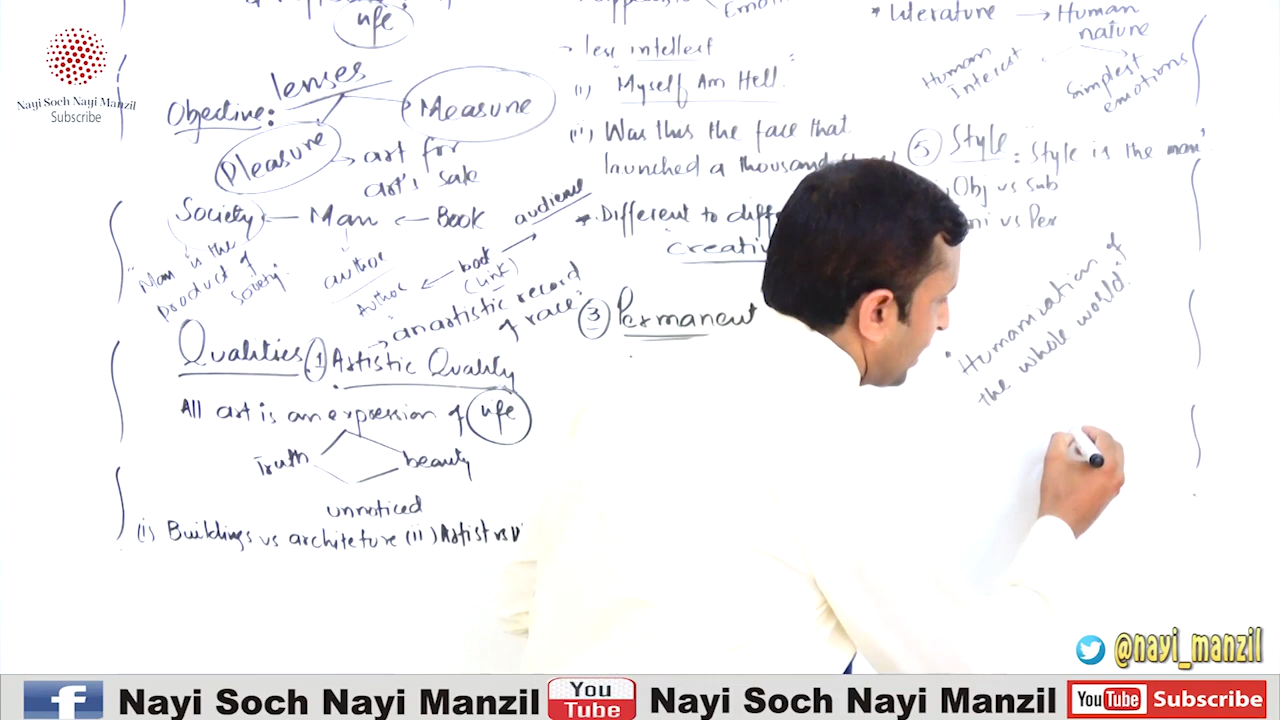 life
Emoti
* Literature → Human
nature
Human
Interest
Simplest
emotions
Nayi Soch Nayi Manzil
Subscribe
lenses
Objective:
Measure
Pleasure
→ art for
art's sake
Society — Man ← Book
"Man is the
product of
Society".
author
Author ← book → audience
(Link)
Qualities (1) Artistic Quality
→ an artistic record
of race:
All art is an expression of life
Truth
beauty
unnoticed
(i) Buildings vs architeture (ii) Artist vs
→ less intellect
(i) "Myself Am Hell."
(ii) Was this the face that
launched a thousand
* Different to diff
creativ
(3) Permanent
(5) Style: "Style is the man"
Obj vs Sub
vs Per
"Humanication of
the whole world."
@nayi_manzil
f Nayi Soch Nayi Manzil You Tube Nayi Soch Nayi Manzil YouTube Subscribe